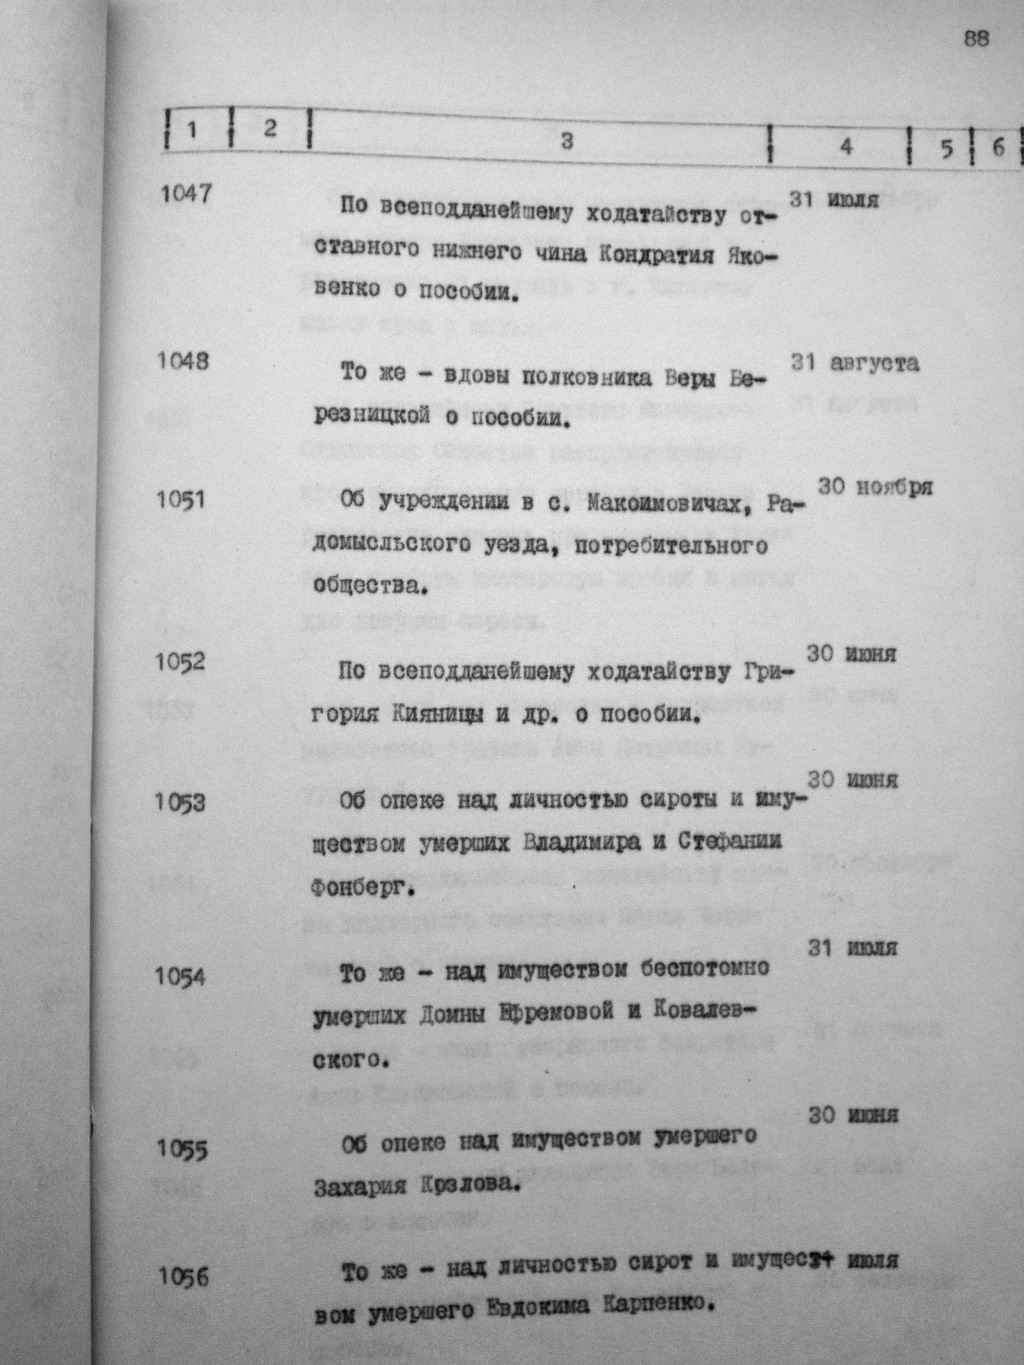 88
1 2 3 4 5 6
1047 По всеподданейшему ходатайству от- 31 июля
ставного нижнего чина Кондратия Яко-
венко о пособии.
1048 То же - вдовы полковника Веры Бе- 31 августа
резницкой о пособии.
1051 Об учреждении в с. Макоимовичах, Ра- 30 ноября
домысльского уезда, потребительного
общества.
1052 По всеподданейшему ходатайству Гри- 30 июня
гория Кияницы и др. о пособии.
1053 Об опеке над личностью сироты и иму- 30 июня
ществом умерших Владимира и Стефании
Фонберг.
1054 То же - над имуществом беспотомно 31 июля
умерших Домны Ефремовой и Ковалев-
ского.
1055 Об опеке над имуществом умершего 30 июня
Захария Крзлова.
1056 То же - над личностью сирот и имущест- июля
вом умершего Евдокима Карпенко.